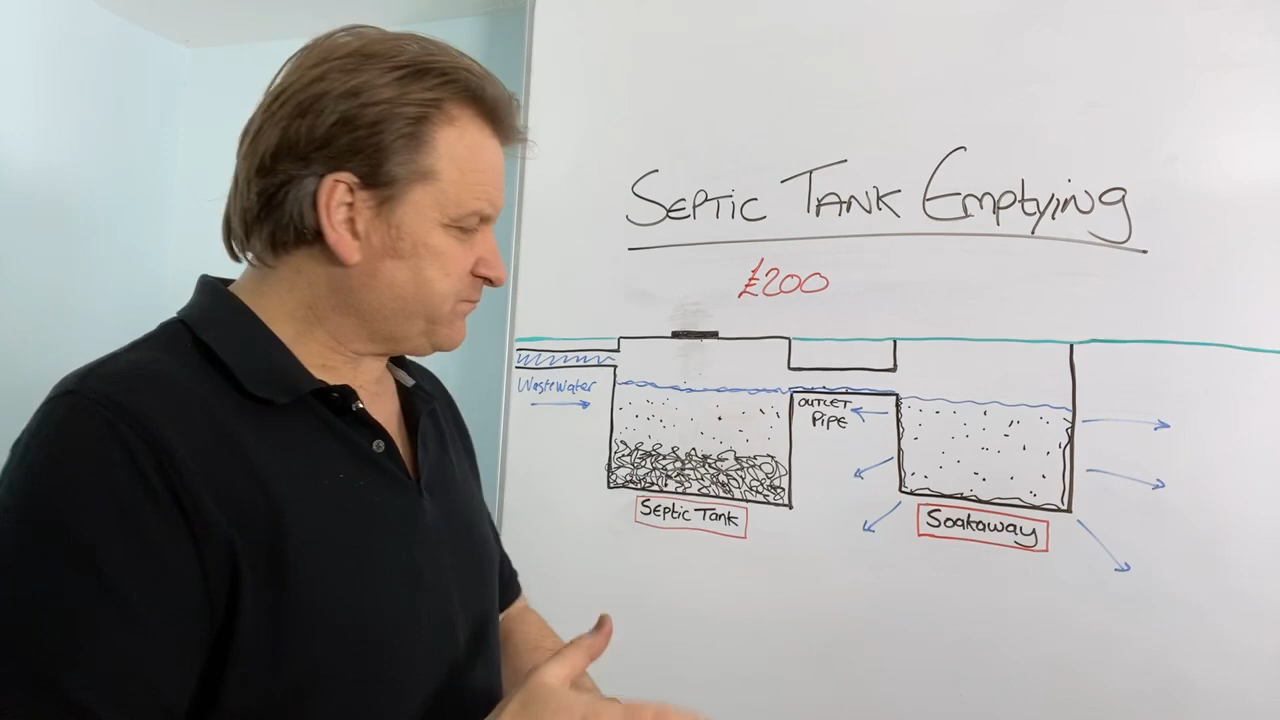 SEPTIC TANK EMPtying
£200
WasteWater
OUTLET
PiPE
SEPtic Tank
Soakaway